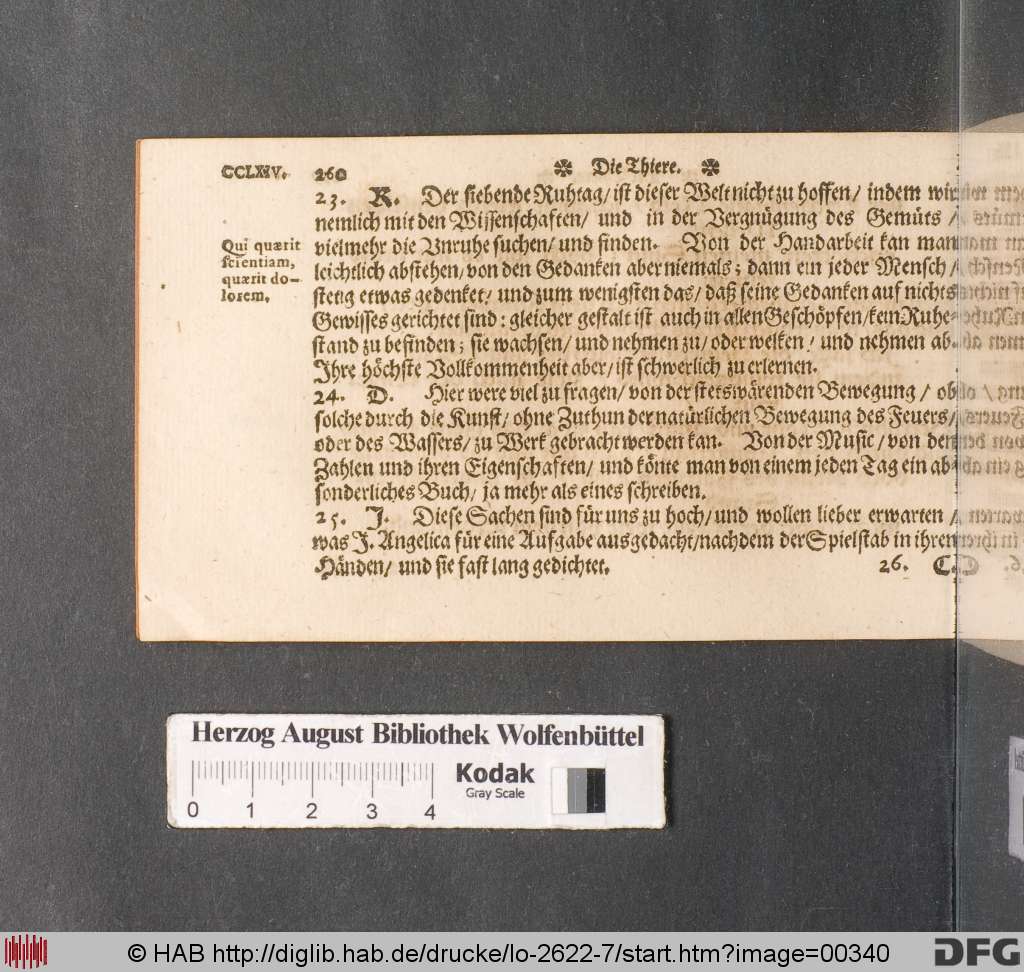 CCLXIV. 260 ✼ Die Thiere. ✼
23. R. Der siebende Ruhtag/ ist dieser Welt nicht zu hoffen/ indem wir
nemlich mit den Wissenschaften/ und in der Vergnügung des Gemüts /
vielmehr die Unruhe suchen/ und finden. Von der Handarbeit kan man
leichtlich abstehen/ von den Gedanken aber niemals; dann ein jeder Mensch /
stetig etwas gedenket/ und zum wenigsten das/ daß seine Gedanken auf nichts
Gewisses gerichtet sind: gleicher gestalt ist auch in allen Geschöpfen/ kein Ruhe-
stand zu befinden; sie wachsen/ und nehmen zu/ oder welken/ und nehmen ab.
Ihre höchste Vollkommenheit aber/ ist schwerlich zu erlernen.
Qui quærit
scientiam,
quærit do-
lorem.
24. D. Hier were viel zu fragen/ von der stetswärenden Bewegung / ob
solche durch die Kunst/ ohne Zuthun der natürlichen Bewegung des Feuers/
oder des Wassers/ zu Werk gebracht werden kan. Von der Music/ von den
Zahlen und ihren Eigenschaften/ und könte man von einem jeden Tag ein ab-
sonderliches Buch/ ja mehr als eines schreiben.
25. J. Diese Sachen sind für uns zu hoch/ und wollen lieber erwarten /
was J. Angelica für eine Aufgabe ausgedacht/ nachdem der Spielstab in ihren
Händen/ und sie fast lang gedichtet. 26. C.
Herzog August Bibliothek Wolfenbüttel
Kodak
Gray Scale
0 1 2 3 4
© HAB http://diglib.hab.de/drucke/lo-2622-7/start.htm?image=00340
DFG